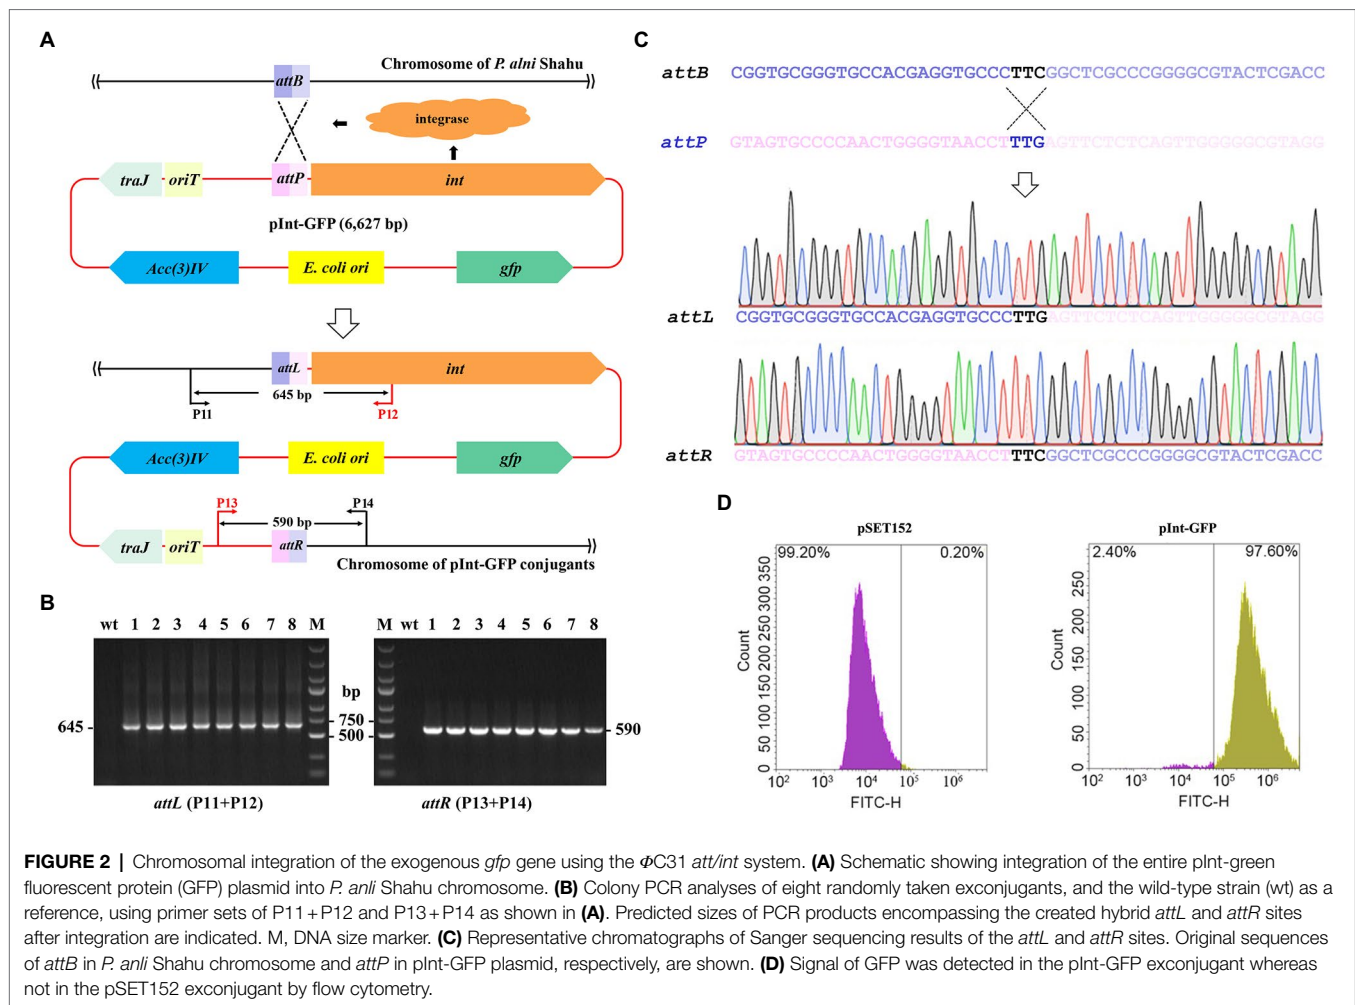 A
Chromosome of P. alni Shahu
attB
integrase
traJ
oriT
attP
int
pInt-GFP (6,627 bp)
Acc(3)IV
E. coli ori
gfp
attL
int
645 bp
P11
P12
Acc(3)IV
E. coli ori
gfp
P13
P14
590 bp
traJ
oriT
attR
Chromosome of pInt-GFP conjugants
B
wt 1 2 3 4 5 6 7 8 M
M wt 1 2 3 4 5 6 7 8
bp
645 -
- 750 -
- 500 -
- 590
attL (P11+P12)
attR (P13+P14)
C
attB CGGTGCGGGTGCCACGAGGTGCCCTTCGGCTCGCCCGGGGCGTACTCGACC
attP GTAGTGCCCCAACTGGGGTAACCTTTGAGTTCTCTCAGTTGGGGGCGTAGG
attL CGGTGCGGGTGCCACGAGGTGCCCTTGAGTTCTCTCAGTTGGGGGCGTAGG
attR GTAGTGCCCCAACTGGGGTAACCTTTCGGCTCGCCCGGGGCGTACTCGACC
D
pSET152
99.20%
0.20%
Count
0 50 100 150 200 250 300 350
10² 10³ 10⁴ 10⁵ 10⁶
FITC-H
pInt-GFP
2.40%
97.60%
Count
0 50 100 150 200 250
10² 10³ 10⁴ 10⁵ 10⁶
FITC-H
FIGURE 2 | Chromosomal integration of the exogenous gfp gene using the ΦC31 att/int system. (A) Schematic showing integration of the entire pInt-green
fluorescent protein (GFP) plasmid into P. anli Shahu chromosome. (B) Colony PCR analyses of eight randomly taken exconjugants, and the wild-type strain (wt) as a
reference, using primer sets of P11+P12 and P13+P14 as shown in (A). Predicted sizes of PCR products encompassing the created hybrid attL and attR sites
after integration are indicated. M, DNA size marker. (C) Representative chromatographs of Sanger sequencing results of the attL and attR sites. Original sequences
of attB in P. anli Shahu chromosome and attP in pInt-GFP plasmid, respectively, are shown. (D) Signal of GFP was detected in the pInt-GFP exconjugant whereas
not in the pSET152 exconjugant by flow cytometry.